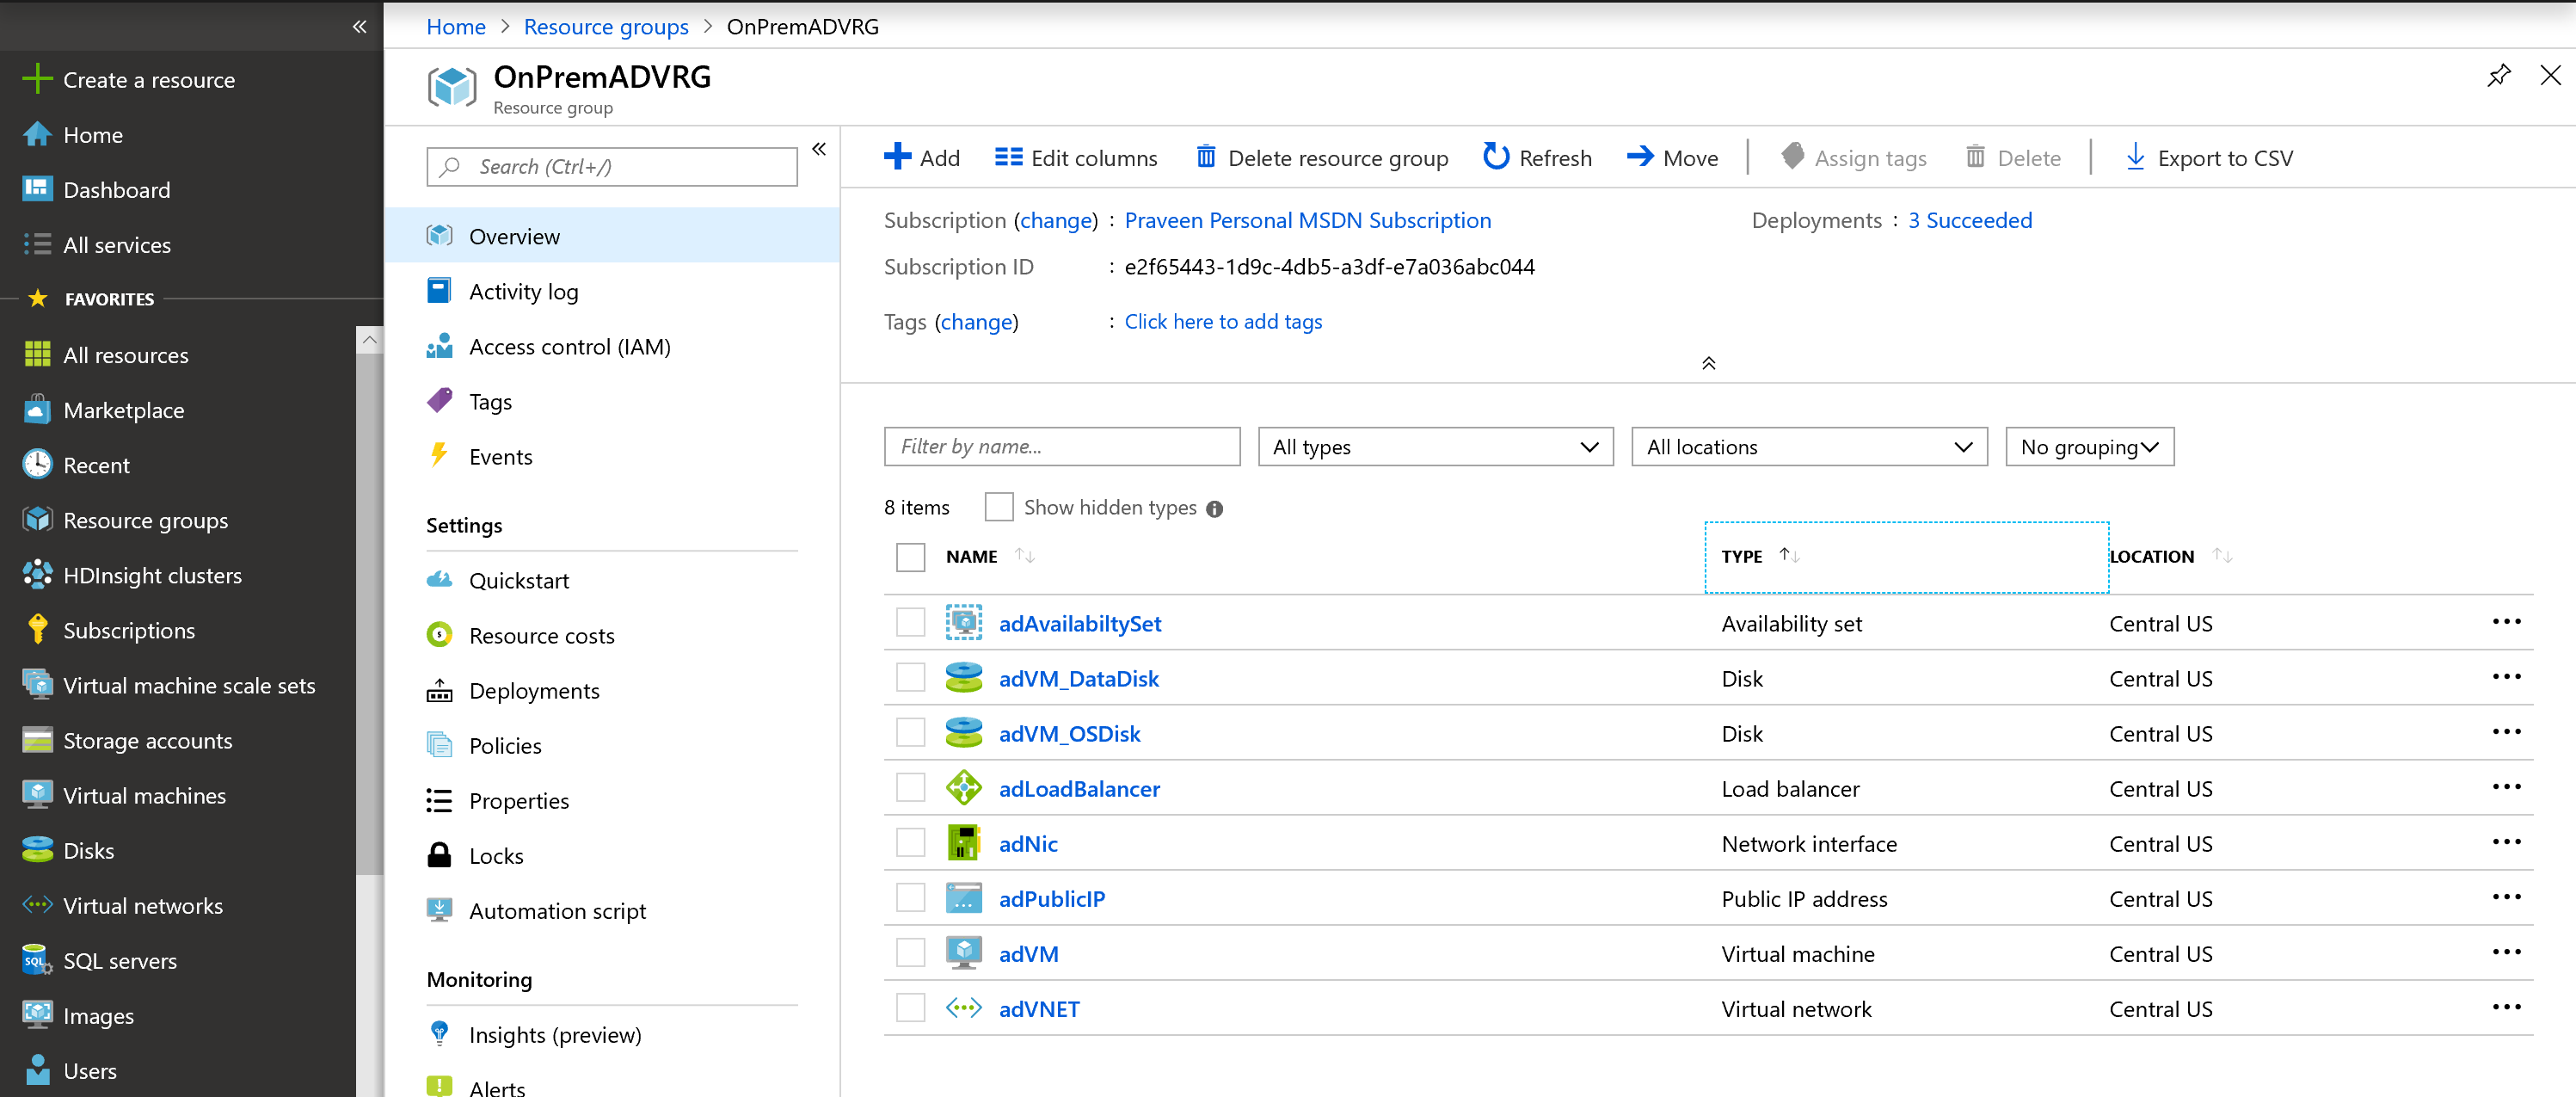 Create a resource
Home
Dashboard
All services
FAVORITES
All resources
Marketplace
Recent
Resource groups
HDInsight clusters
Subscriptions
Virtual machine scale sets
Storage accounts
Virtual machines
Disks
Virtual networks
SQL servers
Images
Users
Home > Resource groups > OnPremADVRG
OnPremADVRG
Resource group
Search (Ctrl+/)
Overview
Activity log
Access control (IAM)
Tags
Events
Settings
Quickstart
Resource costs
Deployments
Policies
Properties
Locks
Automation script
Monitoring
Insights (preview)
Alerts
Add Edit columns Delete resource group Refresh Move Assign tags Delete Export to CSV
Subscription (change) : Praveen Personal MSDN Subscription Deployments : 3 Succeeded
Subscription ID : e2f65443-1d9c-4db5-a3df-e7a036abc044
Tags (change) : Click here to add tags
Filter by name... All types All locations No grouping
8 items Show hidden types
NAME TYPE LOCATION
adAvailabiltySet Availability set Central US
adVM_DataDisk Disk Central US
adVM_OSDisk Disk Central US
adLoadBalancer Load balancer Central US
adNic Network interface Central US
adPublicIP Public IP address Central US
adVM Virtual machine Central US
adVNET Virtual network Central US